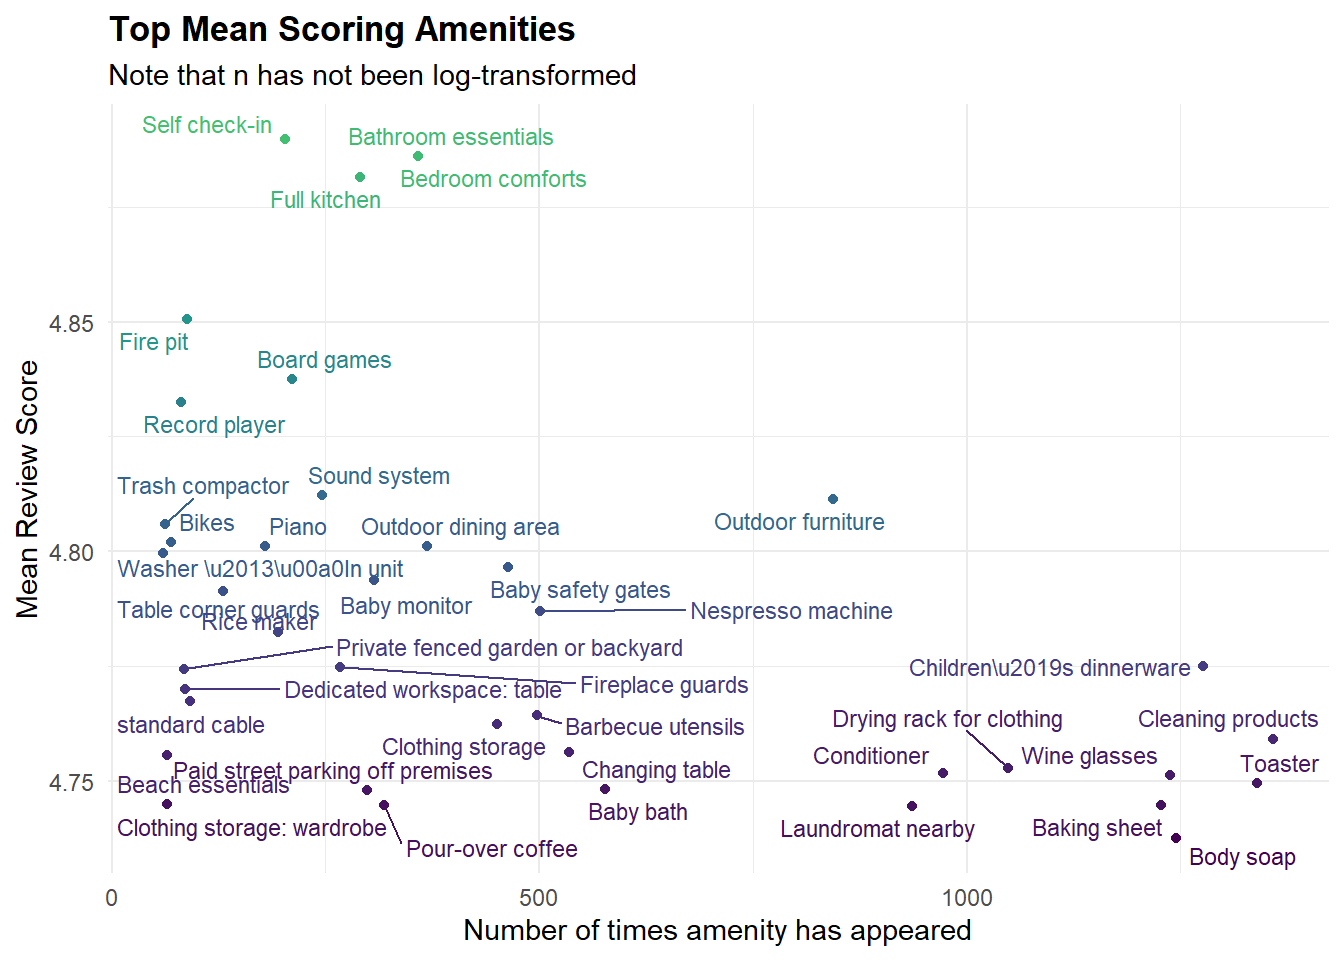 Top Mean Scoring Amenities
Note that n has not been log-transformed
Self check-in
Bathroom essentials
Bedroom comforts
Full kitchen
4.85
Fire pit
Board games
Record player
Sound system
Trash compactor
Bikes
Piano
Outdoor dining area
Outdoor furniture
4.80
Washer \u2013\u00a0In unit
Baby safety gates
Table corner guards
Baby monitor
Nespresso machine
Rice maker
Private fenced garden or backyard
Children\u2019s dinnerware
Dedicated workspace: table
Fireplace guards
standard cable
Barbecue utensils
Drying rack for clothing
Cleaning products
Clothing storage
Conditioner
Wine glasses
Toaster
Paid street parking off premises
Changing table
4.75
Beach essentials
Baby bath
Clothing storage: wardrobe
Laundromat nearby
Baking sheet
Pour-over coffee
Body soap
Mean Review Score
0
500
1000
Number of times amenity has appeared